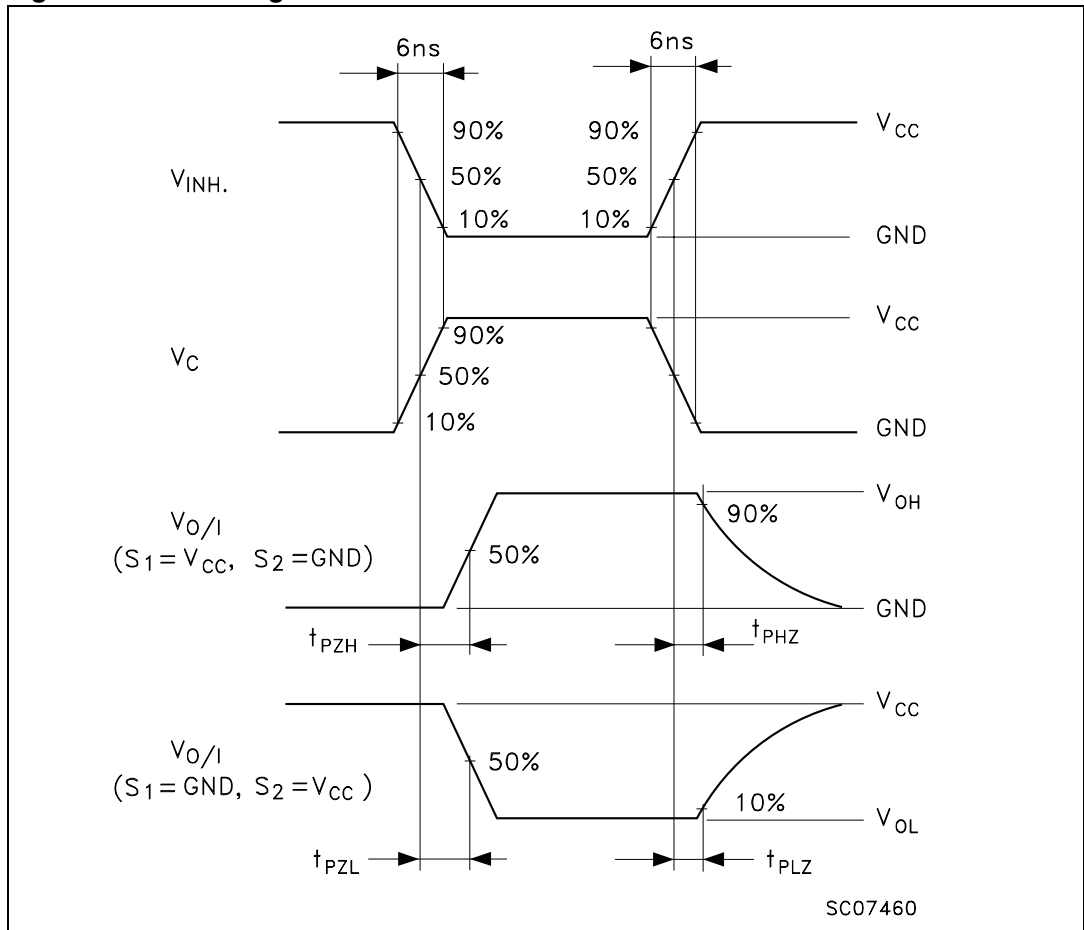 6ns 6ns
90% 90% VCC
VINH. 50% 50%
10% 10% GND
VCC
90%
VC 50%
10% GND
VOH
90%
VO/I 50%
(S1=VCC, S2=GND)
GND
tPZH tPHZ
VCC
VO/I 50%
(S1=GND, S2=VCC)
10% VOL
tPZL tPLZ
SC07460